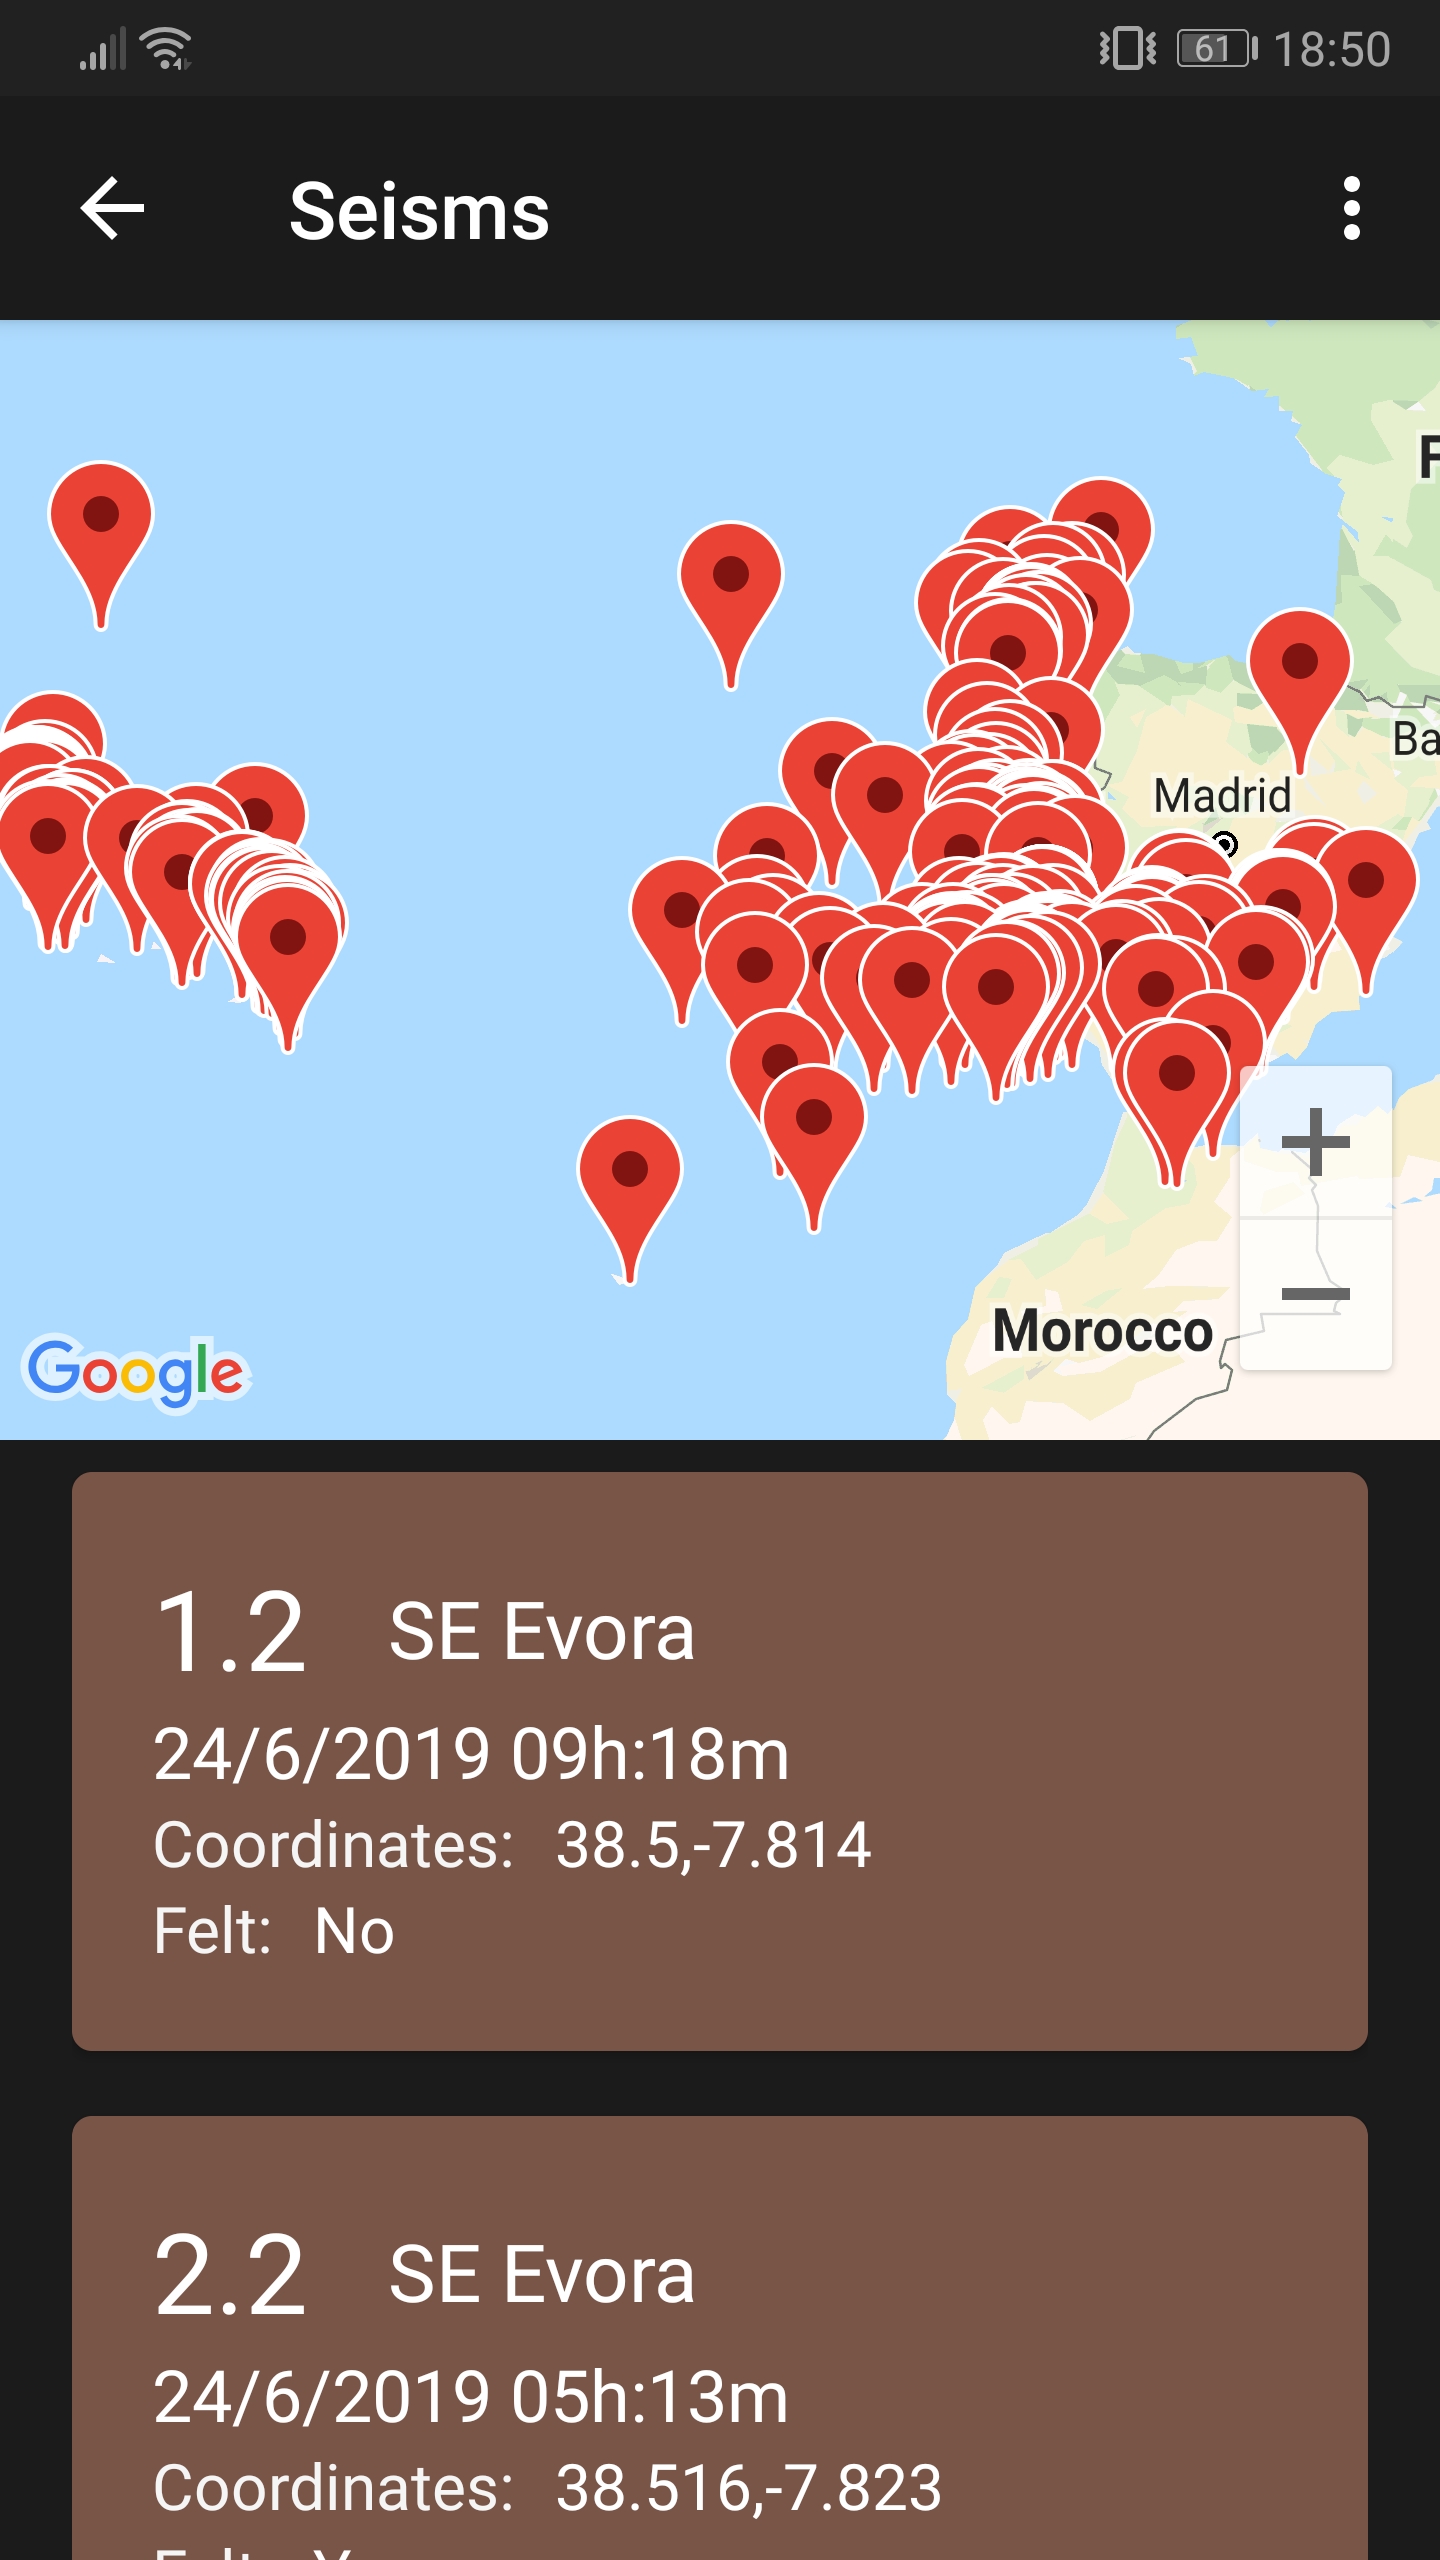 61 18:50
Seisms
F
Ba
Madrid
Morocco
Google
1.2 SE Evora
24/6/2019 09h:18m
Coordinates: 38.5,-7.814
Felt: No
2.2 SE Evora
24/6/2019 05h:13m
Coordinates: 38.516,-7.823